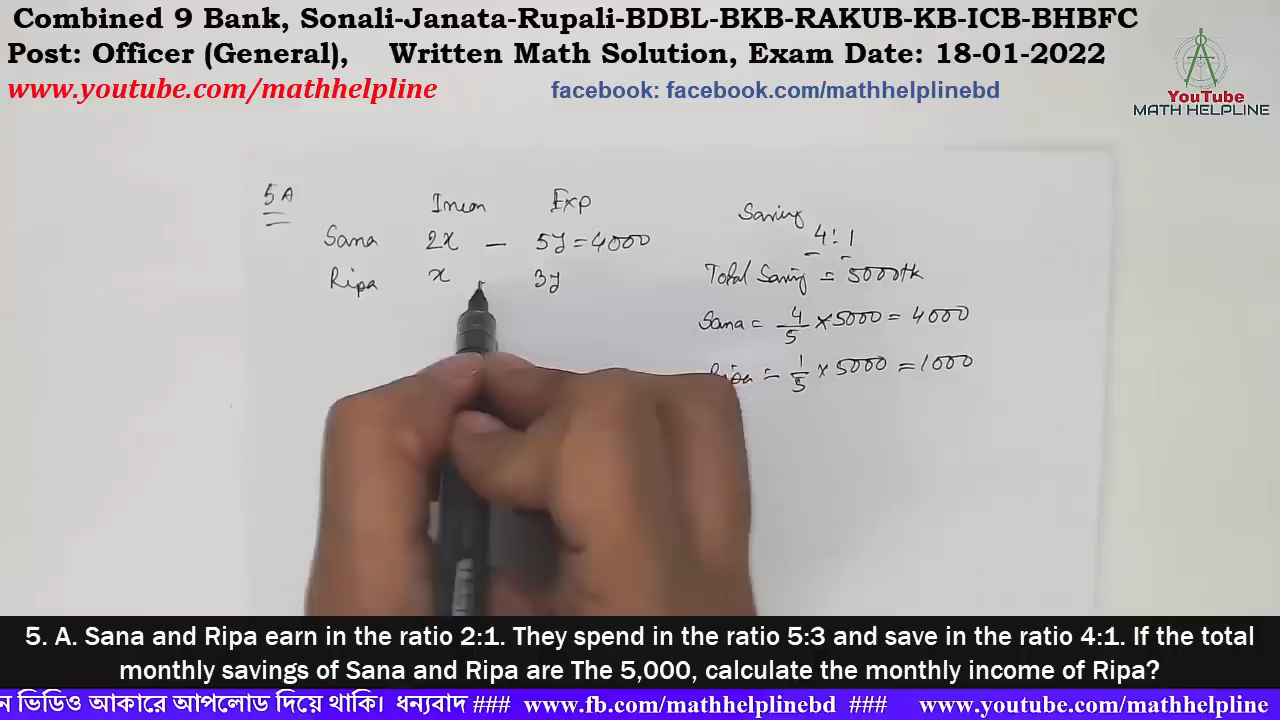 Combined 9 Bank, Sonali-Janata-Rupali-BDBL-BKB-RAKUB-KB-ICB-BHBFC
Post: Officer (General), Written Math Solution, Exam Date: 18-01-2022
www.youtube.com/mathhelpline facebook: facebook.com/mathhelplinebd
YouTube
MATH HELPLINE
5A
Exp
Saving
Sana 2x — 5y = 4000
4:1
Ripa x 3y
Total Saving = 5000tk
Sana = 4/5 × 5000 = 4000
= 1/5 × 5000 = 1000
5. A. Sana and Ripa earn in the ratio 2:1. They spend in the ratio 5:3 and save in the ratio 4:1. If the total
monthly savings of Sana and Ripa are The 5,000, calculate the monthly income of Ripa?
ন ভিডিও আকারে আপলোড দিয়ে থাকি। ধন্যবাদ ### www.fb.com/mathhelplinebd ### www.youtube.com/mathhelpline